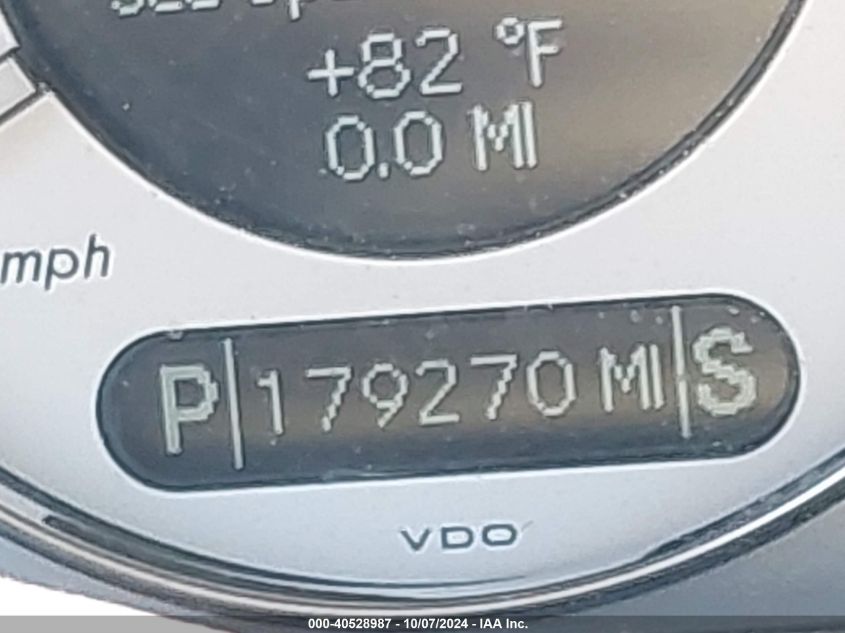 +82 °F
0.0 MI
mph
P 179270 MI S
VDO
000-40528987 - 10/07/2024 - IAA Inc.